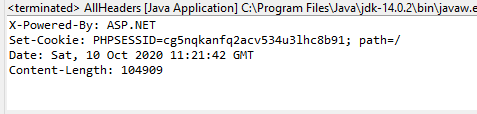 <terminated> AllHeaders [Java Application] C:\Program Files\Java\jdk-14.0.2\bin\javaw.e
X-Powered-By: ASP.NET
Set-Cookie: PHPSESSID=cg5nqkanfq2acv534u3lhc8b91; path=/
Date: Sat, 10 Oct 2020 11:21:42 GMT
Content-Length: 104909